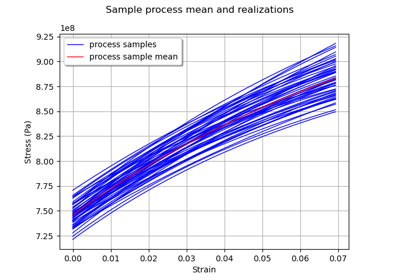 Sample process mean and realizations
1e8
process samples
process sample mean
9.25
9.00
8.75
8.50
8.25
8.00
7.75
7.50
7.25
Stress (Pa)
0.00 0.01 0.02 0.03 0.04 0.05 0.06 0.07
Strain